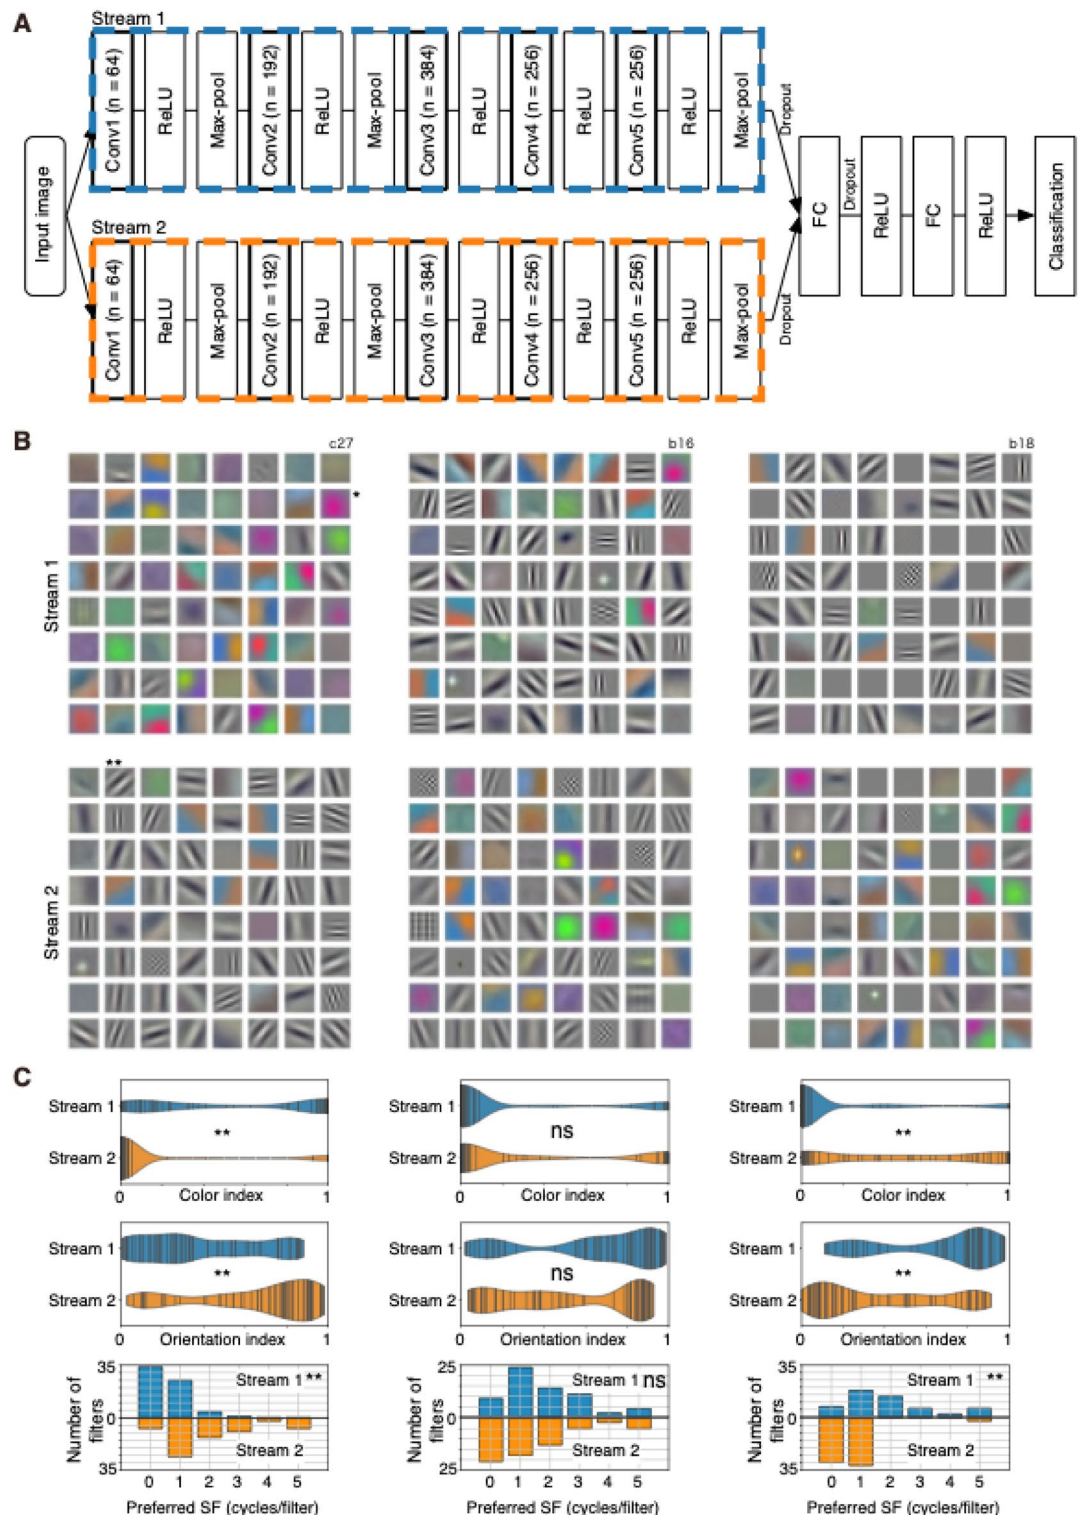 A
Stream 1
Input image
Conv1 (n = 64)
ReLU
Max-pool
Conv2 (n = 192)
ReLU
Max-pool
Conv3 (n = 384)
ReLU
Conv4 (n = 256)
ReLU
Conv5 (n = 256)
ReLU
Max-pool
Dropout
Stream 2
Conv1 (n = 64)
ReLU
Max-pool
Conv2 (n = 192)
ReLU
Max-pool
Conv3 (n = 384)
ReLU
Conv4 (n = 256)
ReLU
Conv5 (n = 256)
ReLU
Max-pool
Dropout
FC
Dropout
ReLU
FC
ReLU
Classification
B
c27
b16
b18
Stream 1
*
**
Stream 2
C
Stream 1
**
Stream 2
0 Color index 1
Stream 1
ns
Stream 2
0 Color index 1
Stream 1
**
Stream 2
0 Color index 1
Stream 1
**
Stream 2
0 Orientation index 1
Stream 1
ns
Stream 2
0 Orientation index 1
Stream 1
**
Stream 2
0 Orientation index 1
Number of
filters
35
0
35
Stream 1 **
Stream 2
0 1 2 3 4 5
Preferred SF (cycles/filter)
Number of
filters
25
0
25
Stream 1 ns
Stream 2
0 1 2 3 4 5
Preferred SF (cycles/filter)
Number of
filters
35
0
35
Stream 1 **
Stream 2
0 1 2 3 4 5
Preferred SF (cycles/filter)